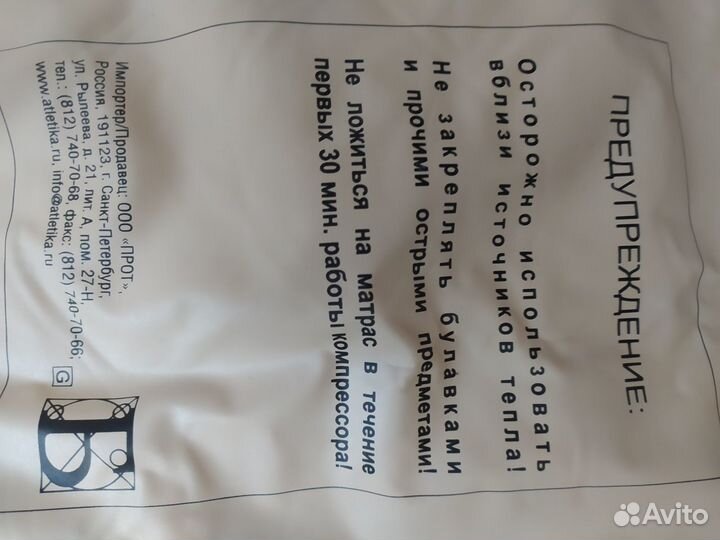 ПРЕДУПРЕЖДЕНИЕ:
Осторожно использовать
вблизи источников тепла!
Не закреплять булавками
и прочими острыми предметами!
Не ложиться на матрас в течение
первых 30 мин. работы компрессора!
Импортер/Продавец: ООО «ПРОТ»,
Россия, 191123, г. Санкт-Петербург,
ул. Рылеева, д. 21, лит. А, пом. 27-Н,
тел.: (812) 740-70-68, факс: (812) 740-70-66;
www.atletika.ru, info@atletika.ru
G
Б
Avito